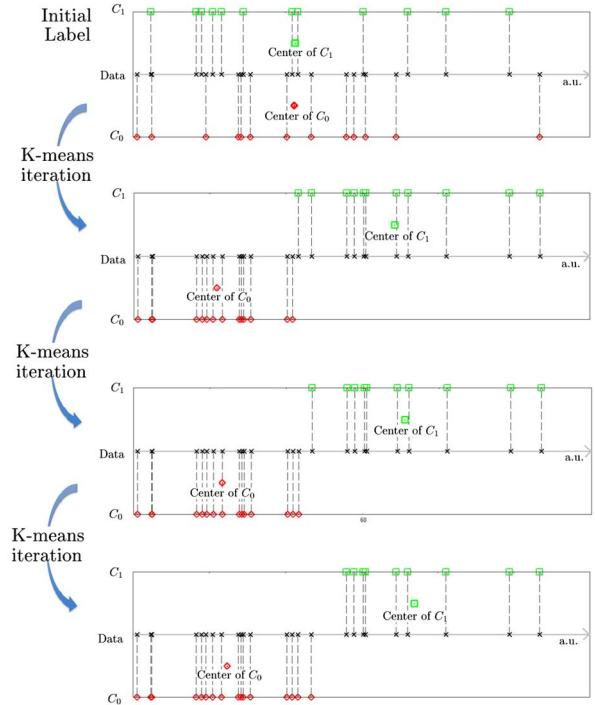 Initial
Label
C₁
Center of C₁
Data
a.u.
Center of C₀
C₀
K-means
iteration
C₁
Center of C₁
Data
a.u.
Center of C₀
C₀
K-means
iteration
C₁
Center of C₁
Data
a.u.
Center of C₀
C₀
60
K-means
iteration
C₁
Center of C₁
Data
a.u.
Center of C₀
C₀